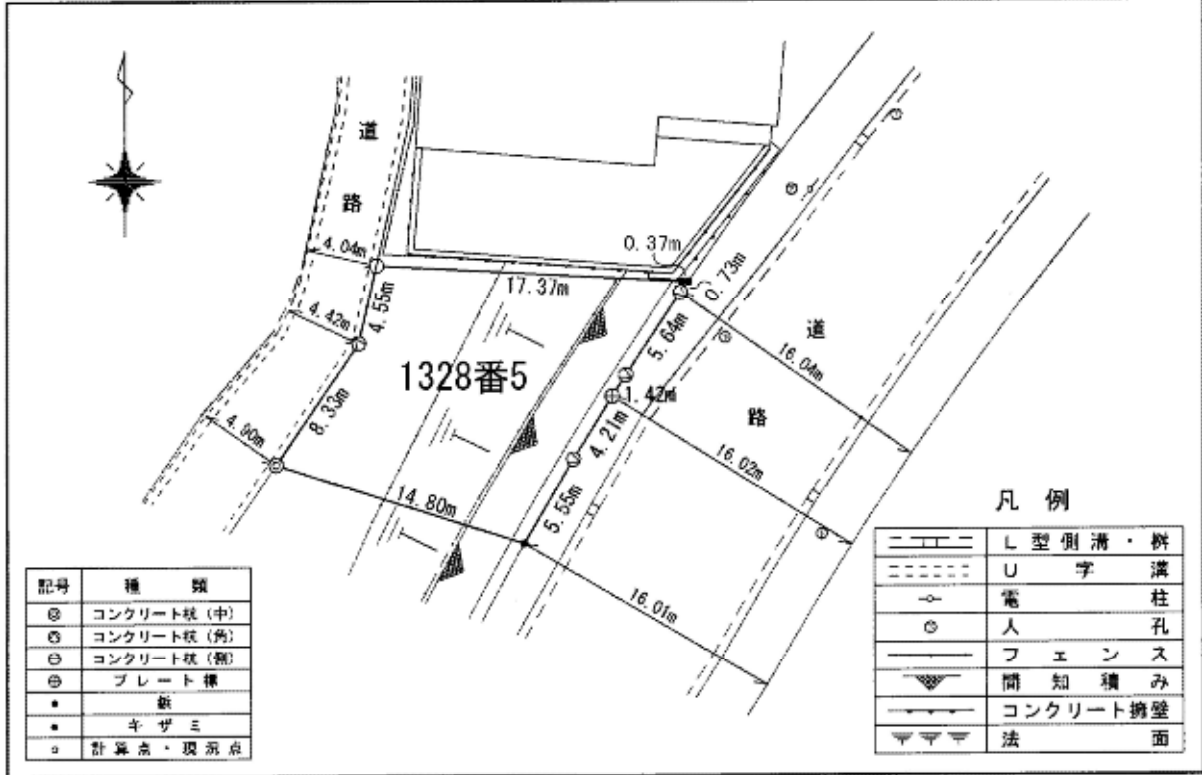 道
路
4.04m
0.37m
0.73m
17.37m
4.55m
4.42m
5.64m
道
16.04m
1328番5
1.42m
路
8.33m
4.21m
16.02m
4.90m
14.80m
5.55m
16.01m
凡 例
L 型 側 溝 ・ 桝
U 字 溝
電 柱
人 孔
フ ェ ン ス
間 知 積 み
コンクリート擁壁
法 面
記号 種 類
コンクリート杭(中)
コンクリート杭(角)
コンクリート杭(側)
プレート標
鋲
キ ザ ミ
計算点・現況点